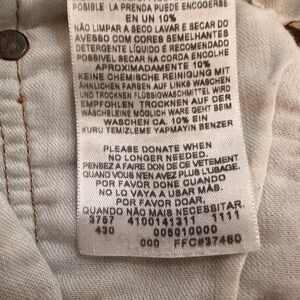 POSIBLE LA PRENDA PUEDE ENCOGERSE
EN UN 10%
NÃO LIMPAR A SECO LAVAR E SECAR DO
AVESSO COM CORES SEMELHANTES
DETERGENTE LÍQUIDO É RECOMENDADO
POSSIVEL SECAR NA CORDA ENCOLHE
APROXIMADAMENTE 10%
KEINE CHEMISCHE REINIGUNG MIT
ÄHNLICHEN FARBEN AUF LINKS WASCHEN
UND TROCKNEN FLÜSSIGWASCHMITTEL WIRD
EMPFOHLEN TROCKNEN AUF DER
WÄSCHELEINE MÖGLICH WARE GEHT BEIM
WASCHEN CA. 10% EIN
KURU TEMIZLEME YAPMAYIN BENZER
PLEASE DONATE WHEN
NO LONGER NEEDED.
PENSEZ A FAIRE DON DE CE VETEMENT
QUAND VOUS N'EN AVEZ PLUS L'USAGE.
POR FAVOR DONE CUANDO
NO LO VAYA A USAR MÁS.
POR FAVOR DOAR,
QUANDO NÃO MAIS NECESSITAR.
3767 4100141311 1111
430 005010000
000 FFC#37460